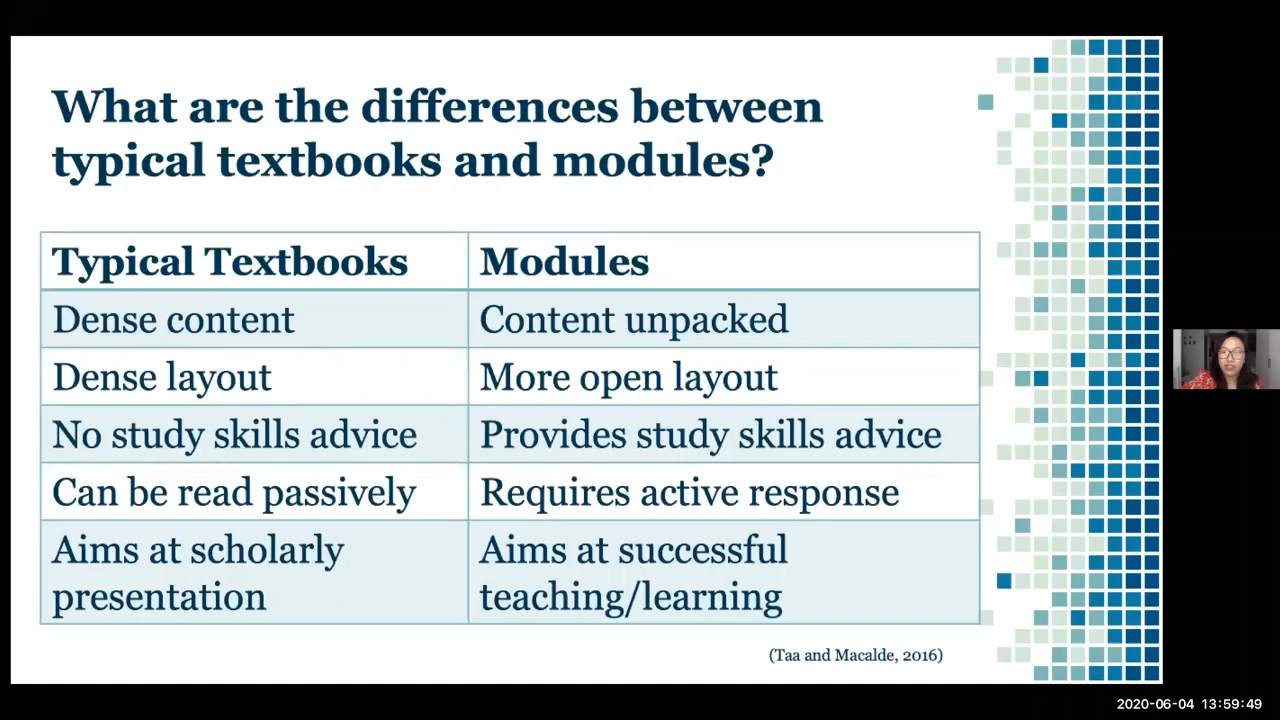 What are the differences between
typical textbooks and modules?
Typical Textbooks
Modules
Dense content
Content unpacked
Dense layout
More open layout
No study skills advice
Provides study skills advice
Can be read passively
Requires active response
Aims at scholarly
presentation
Aims at successful
teaching/learning
(Taa and Macalde, 2016)
2020-06-04 13:59:49